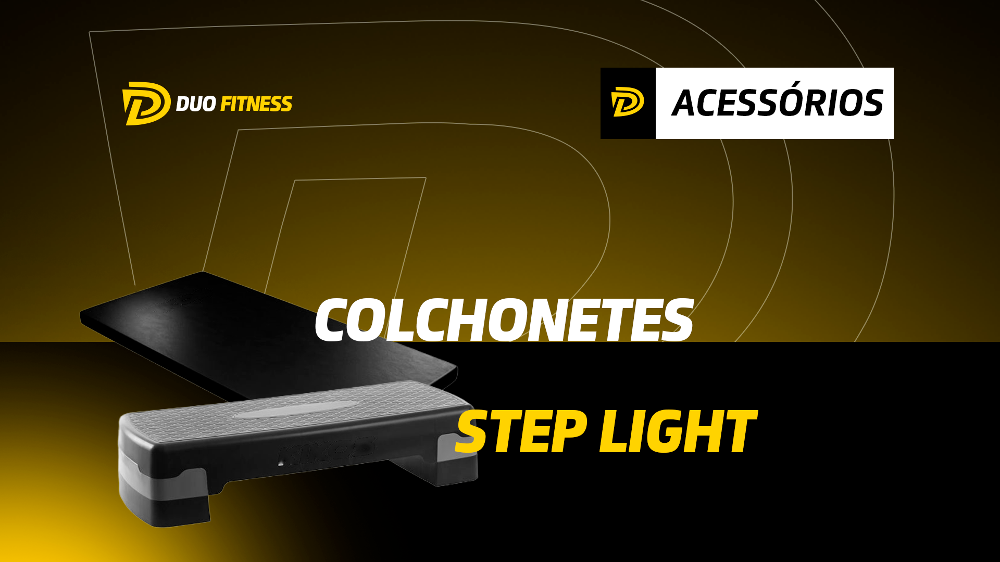 DUO FITNESS
ACESSÓRIOS
COLCHONETES
STEP LIGHT